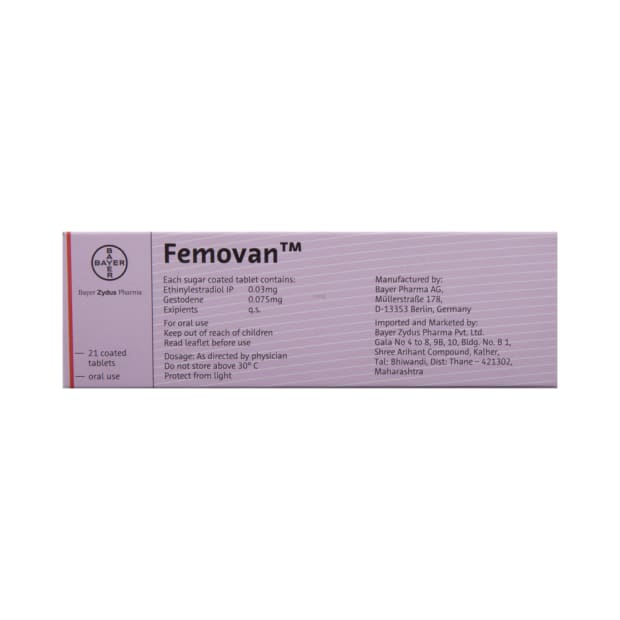 BAYER
BAYER
Bayer Zydus Pharma
21 coated
tablets
oral use
Femovan™
Each sugar coated tablet contains:
Ethinylestradiol IP 0.03mg
Gestodene 0.075mg
Exipients q.s.
For oral use
Keep out of reach of children
Read leaflet before use
Dosage: As directed by physician
Do not store above 30° C
Protect from light
Manufactured by:
Bayer Pharma AG,
Müllerstraße 178,
D-13353 Berlin, Germany
Imported and Marketed by:
Bayer Zydus Pharma Pvt. Ltd.
Gala No 4 to 8, 9B, 10, Bldg. No. B 1,
Shree Arihant Compound, Kalher,
Tal: Bhiwandi, Dist: Thane – 421302,
Maharashtra